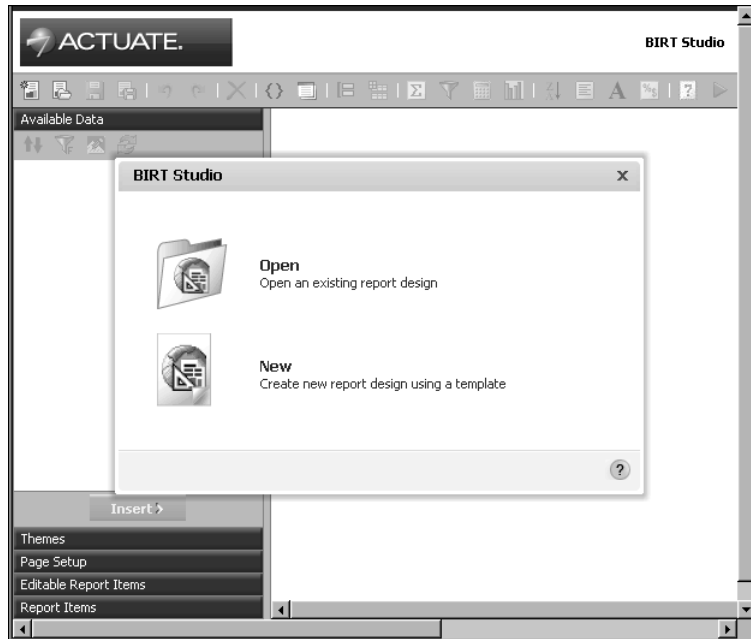 ACTUATE.
BIRT Studio
Available Data
BIRT Studio
x
Open
Open an existing report design
New
Create new report design using a template
?
Insert
Themes
Page Setup
Editable Report Items
Report Items